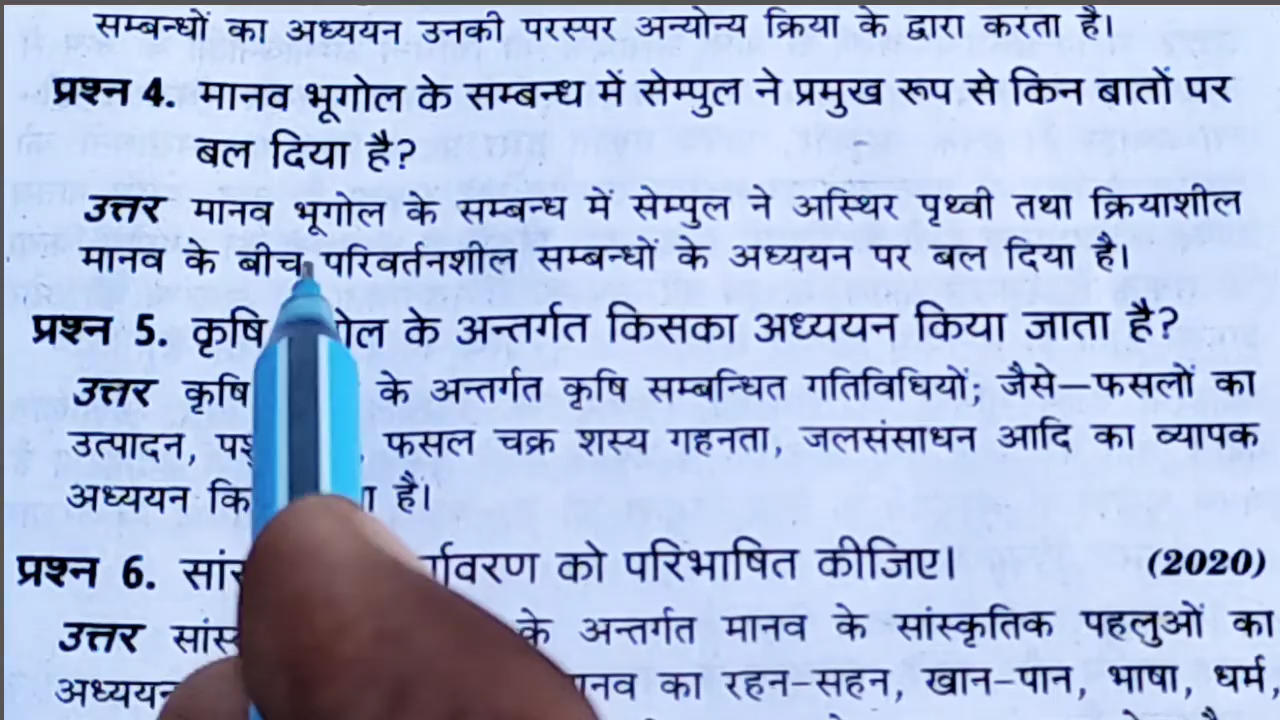 सम्बन्धों का अध्ययन उनकी परस्पर अन्योन्य क्रिया के द्वारा करता है।
प्रश्न 4. मानव भूगोल के सम्बन्ध में सेम्पुल ने प्रमुख रूप से किन बातों पर
बल दिया है?
उत्तर मानव भूगोल के सम्बन्ध में सेम्पुल ने अस्थिर पृथ्वी तथा क्रियाशील
मानव के बीच परिवर्तनशील सम्बन्धों के अध्ययन पर बल दिया है।
प्रश्न 5. कृषि गोल के अन्तर्गत किसका अध्ययन किया जाता है?
उत्तर कृषि के अन्तर्गत कृषि सम्बन्धित गतिविधियों; जैसे—फसलों का
उत्पादन, फसल चक्र शस्य गहनता, जलसंसाधन आदि का व्यापक
अध्ययन है।
प्रश्न 6. को परिभाषित कीजिए। (2020)
उत्तर के अन्तर्गत मानव के सांस्कृतिक पहलुओं का
अध्ययन का रहन-सहन, खान-पान, भाषा, धर्म,